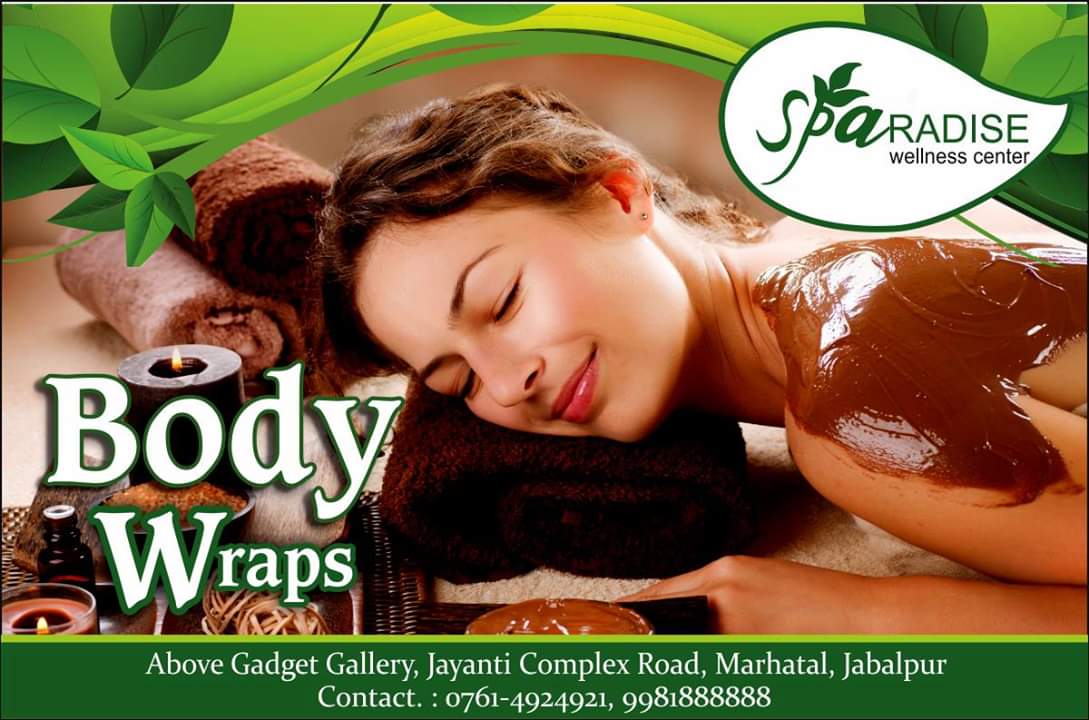 SpaRADISE
wellness center
Body
Wraps
Above Gadget Gallery, Jayanti Complex Road, Marhatal, Jabalpur
Contact. : 0761-4924921, 9981888888